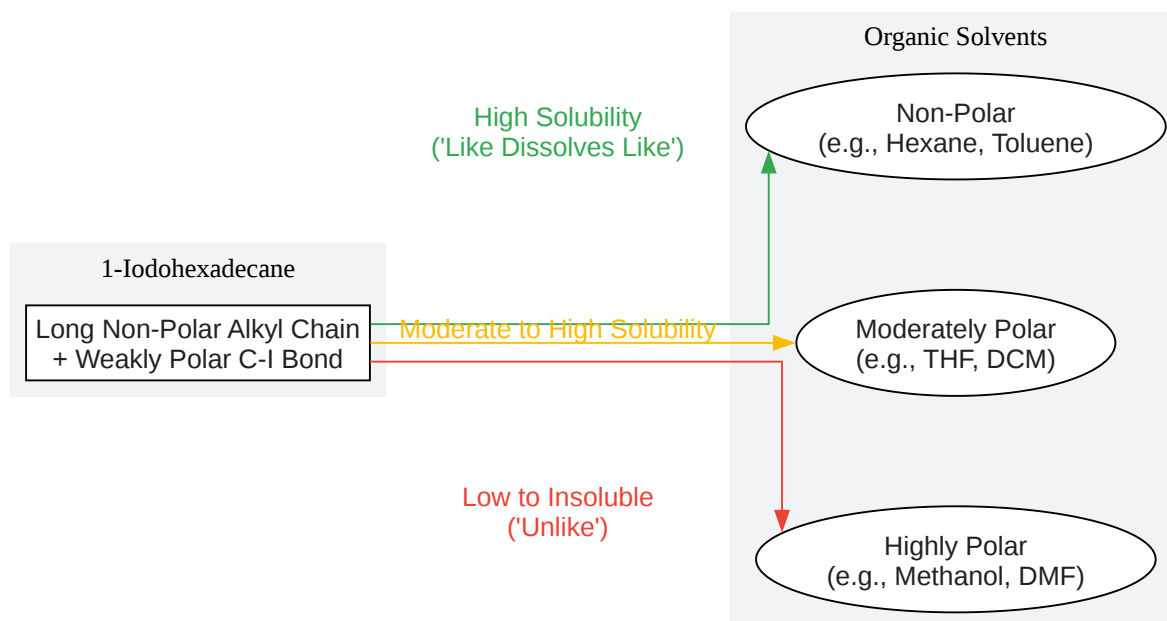 Organic Solvents
Non-Polar
(e.g., Hexane, Toluene)
High Solubility
('Like Dissolves Like')
1-Iodohexadecane
Long Non-Polar Alkyl Chain
+ Weakly Polar C-I Bond
Moderate to High Solubility
Moderately Polar
(e.g., THF, DCM)
Low to Insoluble
('Unlike')
Highly Polar
(e.g., Methanol, DMF)